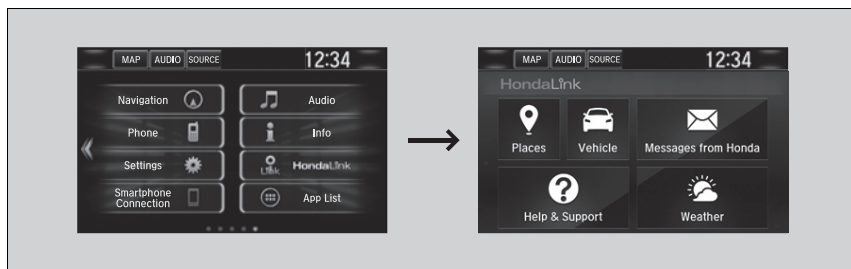 MAP AUDIO SOURCE 12:34
Navigation Audio
Phone Info
Settings Link HondaLink
Smartphone
Connection
App List
MAP AUDIO SOURCE 12:34
HondaLink
Places Vehicle Messages from Honda
Help & Support Weather